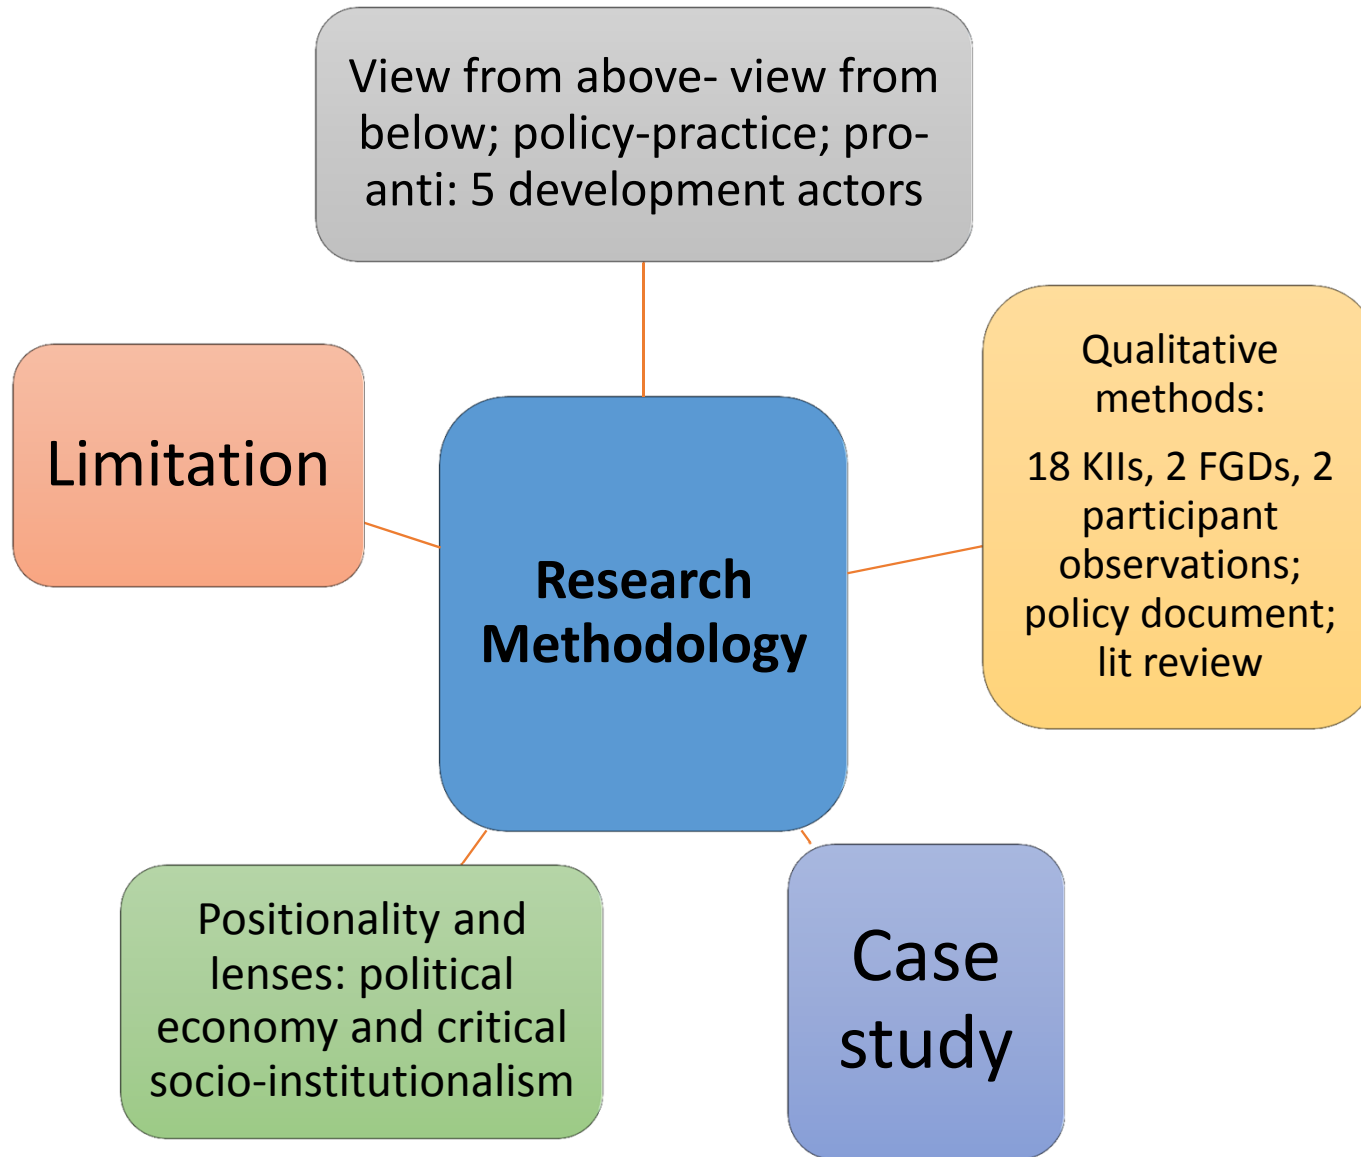 View from above- view from
below; policy-practice; pro-
anti: 5 development actors
Qualitative
methods:
18 KIIs, 2 FGDs, 2
participant
observations;
policy document;
lit review
Limitation
Research
Methodology
Positionality and
lenses: political
economy and critical
socio-institutionalism
Case
study